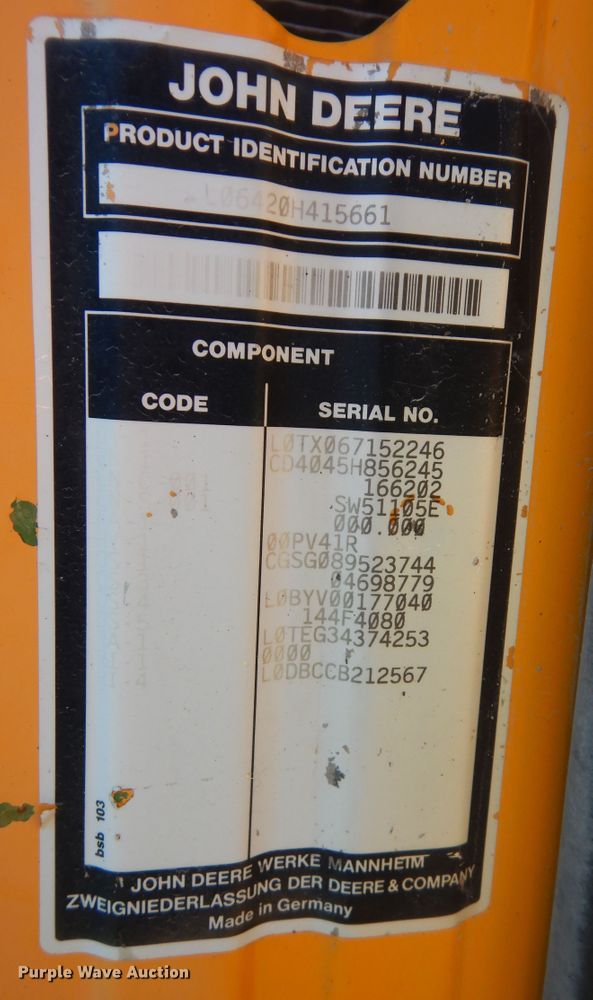 JOHN DEERE
PRODUCT IDENTIFICATION NUMBER
L06420H415661
COMPONENT
CODE SERIAL NO.
L0TX067152246
CD4045H856245
001 166202
01 SW51105E
000.000
00PV41R
CGSG089523744
04698779
L0BYV00177040
144F4080
L0TEG34374253
0000
L0DBCCB212567
bsb 103
JOHN DEERE WERKE MANNHEIM
ZWEIGNIEDERLASSUNG DER DEERE & COMPANY
Made in Germany
Purple Wave Auction